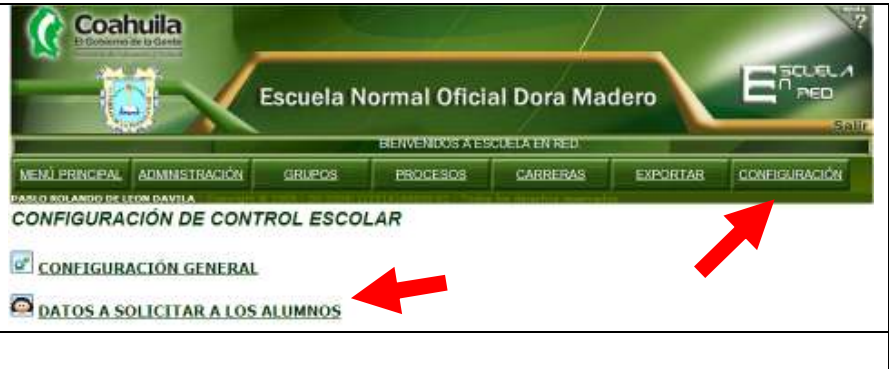 Coahuila
El Gobierno de la Gente
?
Escuela Normal Oficial Dora Madero
ESCUELA
EN RED
Salir
BIENVENIDOS A ESCUELA EN RED
MENÚ PRINCIPAL ADMINISTRACIÓN GRUPOS PROCESOS CARRERAS EXPORTAR CONFIGURACIÓN
PABLO ROLANDO DE LEON DAVILA
CONFIGURACIÓN DE CONTROL ESCOLAR
CONFIGURACIÓN GENERAL
DATOS A SOLICITAR A LOS ALUMNOS